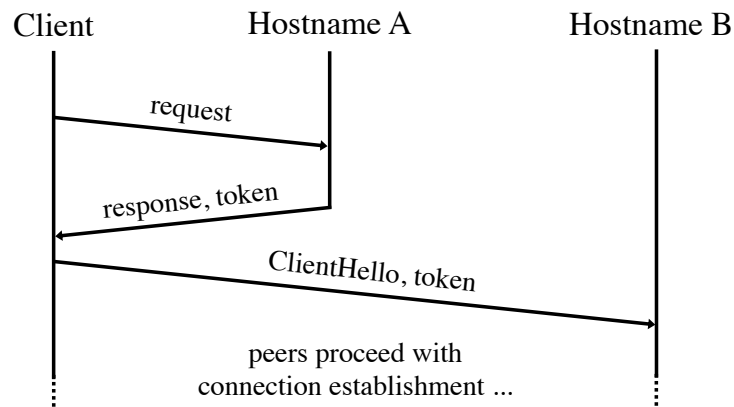 Client
Hostname A
Hostname B
request
response, token
ClientHello, token
peers proceed with
connection establishment ...